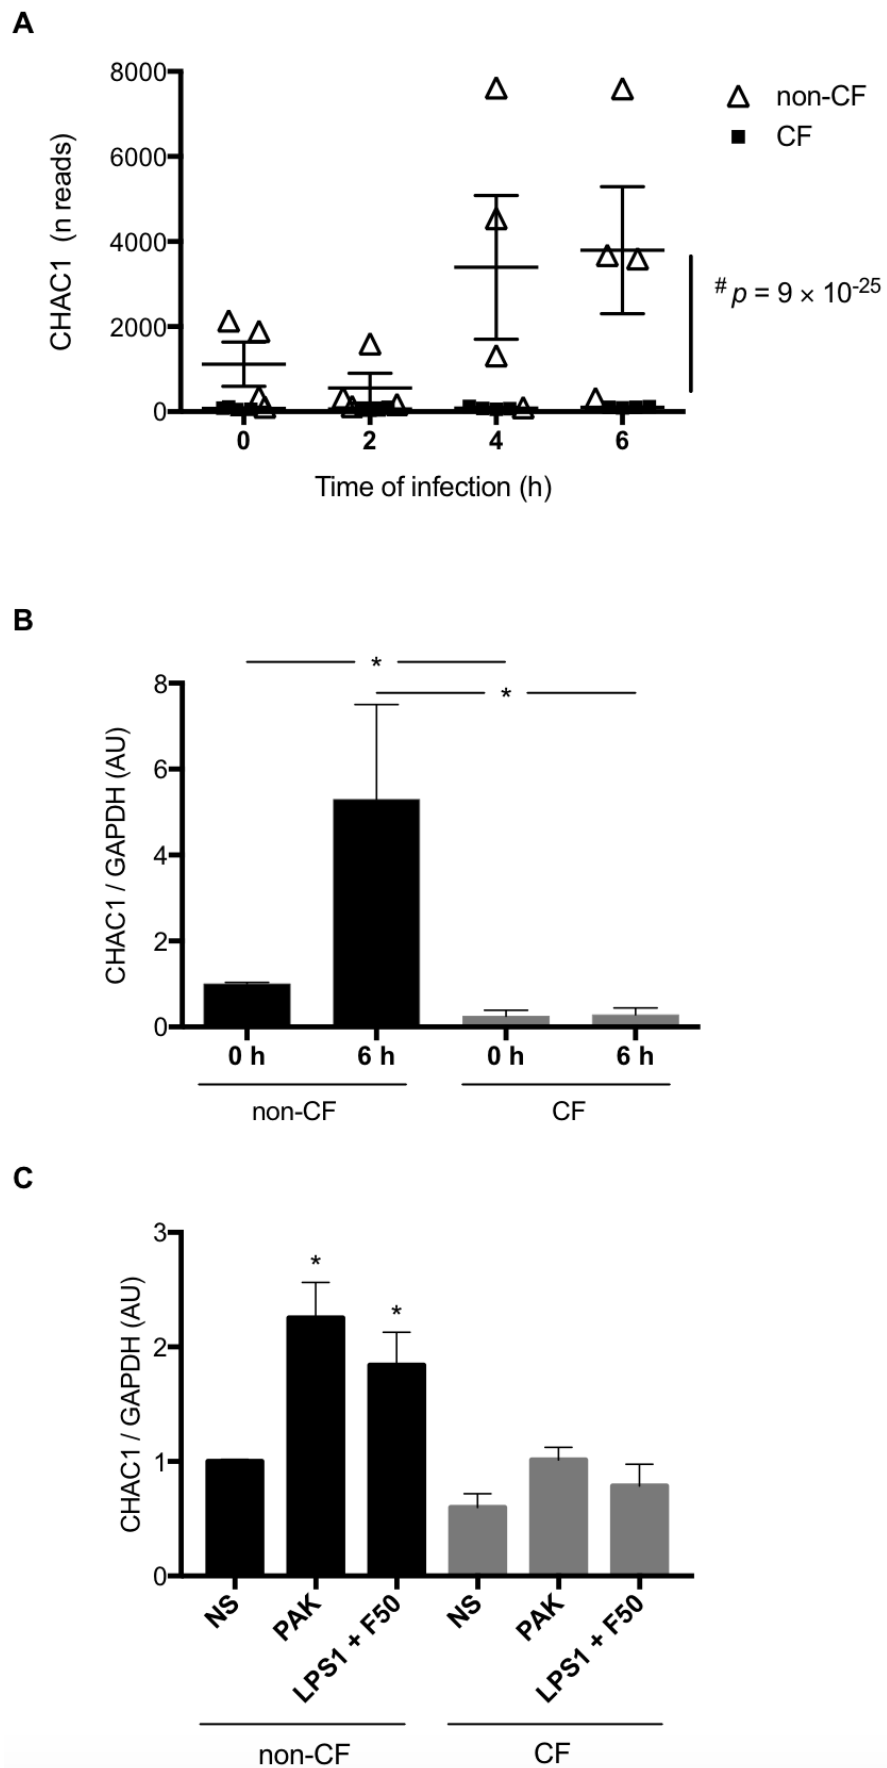 A
8000
6000
4000
2000
0
CHAC1 (n reads)
non-CF
CF
# p = 9 × 10-25
0 2 4 6
Time of infection (h)
B
* 
*
8
6
4
2
0
CHAC1 / GAPDH (AU)
0 h 6 h 0 h 6 h
non-CF CF
C
3
2
1
0
CHAC1 / GAPDH (AU)
*
*
NS PAK LPS1 + F50 NS PAK LPS1 + F50
non-CF CF